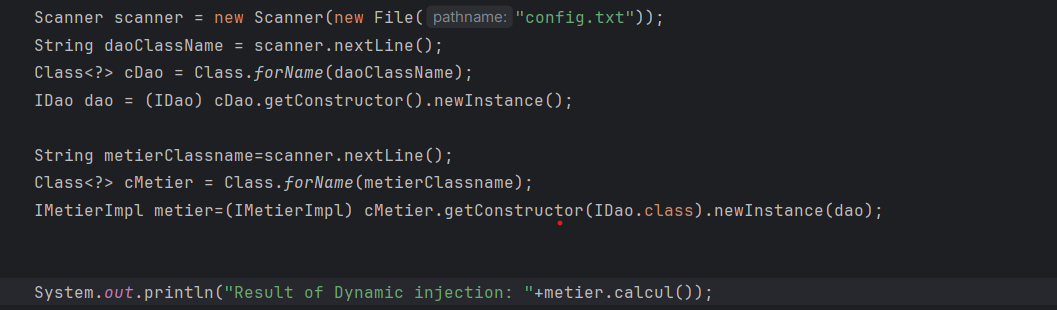 Scanner scanner = new Scanner(new File( pathname: "config.txt"));
String daoClassName = scanner.nextLine();
Class<?> cDao = Class.forName(daoClassName);
IDao dao = (IDao) cDao.getConstructor().newInstance();
String metierClassname=scanner.nextLine();
Class<?> cMetier = Class.forName(metierClassname);
IMetierImpl metier=(IMetierImpl) cMetier.getConstructor(IDao.class).newInstance(dao);
System.out.println("Result of Dynamic injection: "+metier.calcul());